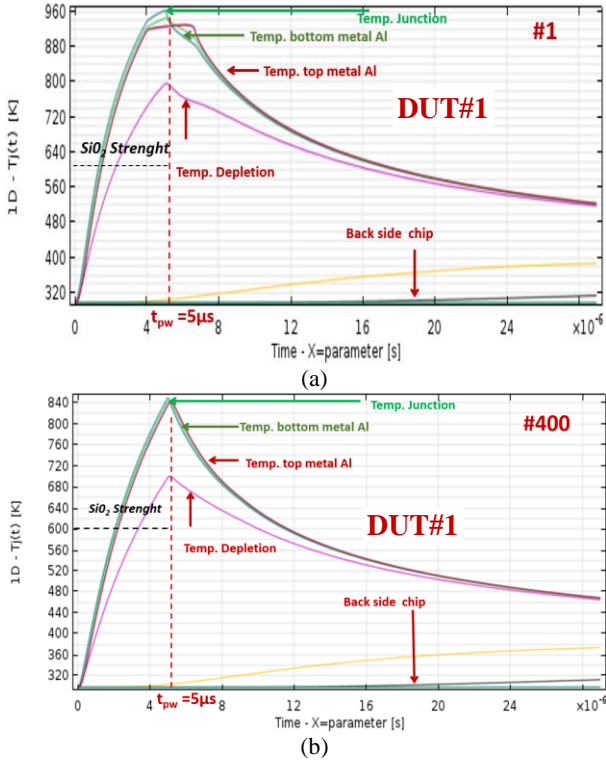 960
880
800
720
640
560
480
400
320
1D - Tj(t) [K]
Temp. Junction
#1
Temp. bottom metal Al
Temp. top metal Al
DUT#1
SiO2 Strenght
Temp. Depletion
Back side chip
0 4 8 12 16 20 24 x10-6
tpw =5µs
Time - X=parameter [s]
(a)
840
800
760
720
680
640
600
560
520
480
440
400
360
320
1D - Tj(t) [K]
Temp. Junction
#400
Temp. bottom metal Al
Temp. top metal Al
SiO2 Strenght
DUT#1
Temp. Depletion
Back side chip
0 4 8 12 16 20 24 x10-6
tpw =5µs
Time - X=parameter [s]
(b)